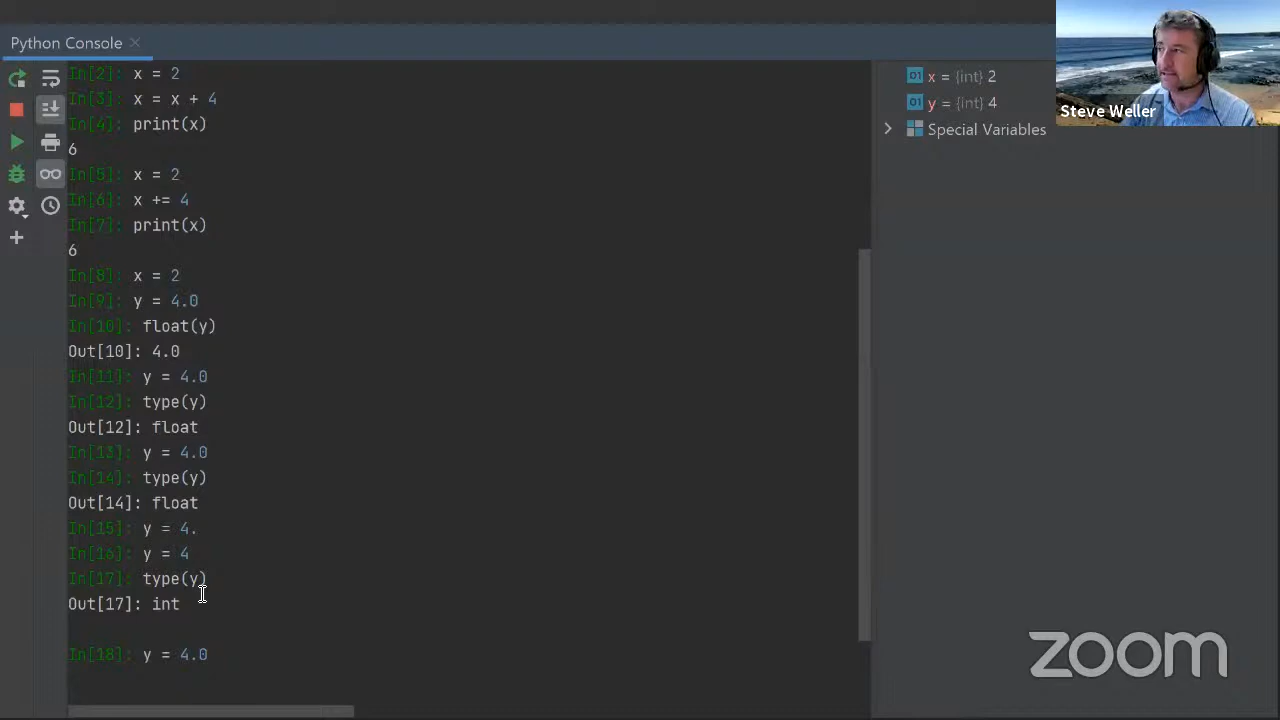 Python Console
In[2]: x = 2
In[3]: x = x + 4
In[4]: print(x)
6
In[5]: x = 2
In[6]: x += 4
In[7]: print(x)
6
In[8]: x = 2
In[9]: y = 4.0
In[10]: float(y)
Out[10]: 4.0
In[11]: y = 4.0
In[12]: type(y)
Out[12]: float
In[13]: y = 4.0
In[14]: type(y)
Out[14]: float
In[15]: y = 4.
In[16]: y = 4
In[17]: type(y)
Out[17]: int
In[18]: y = 4.0
x = {int} 2
y = {int} 4
Special Variables
Steve Weller
zoom